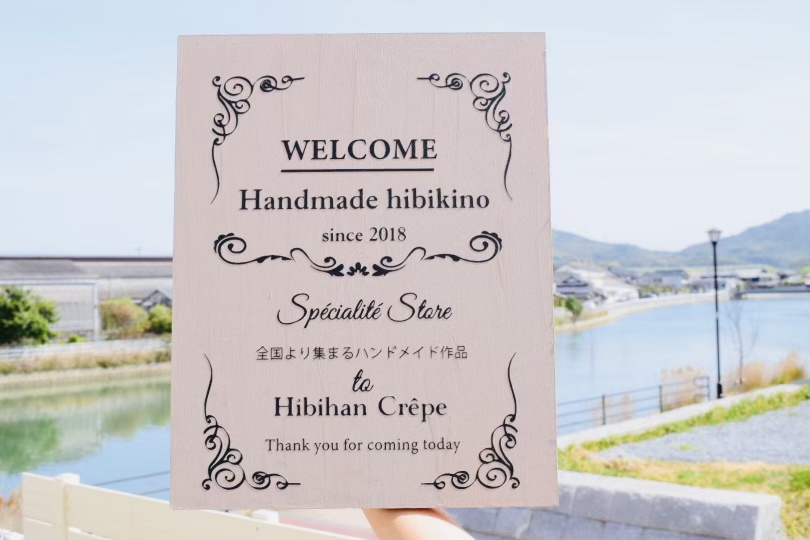 WELCOME
Handmade hibikino
since 2018
Spécialité Store
全国より集まるハンドメイド作品
to
Hibihan Crêpe
Thank you for coming today